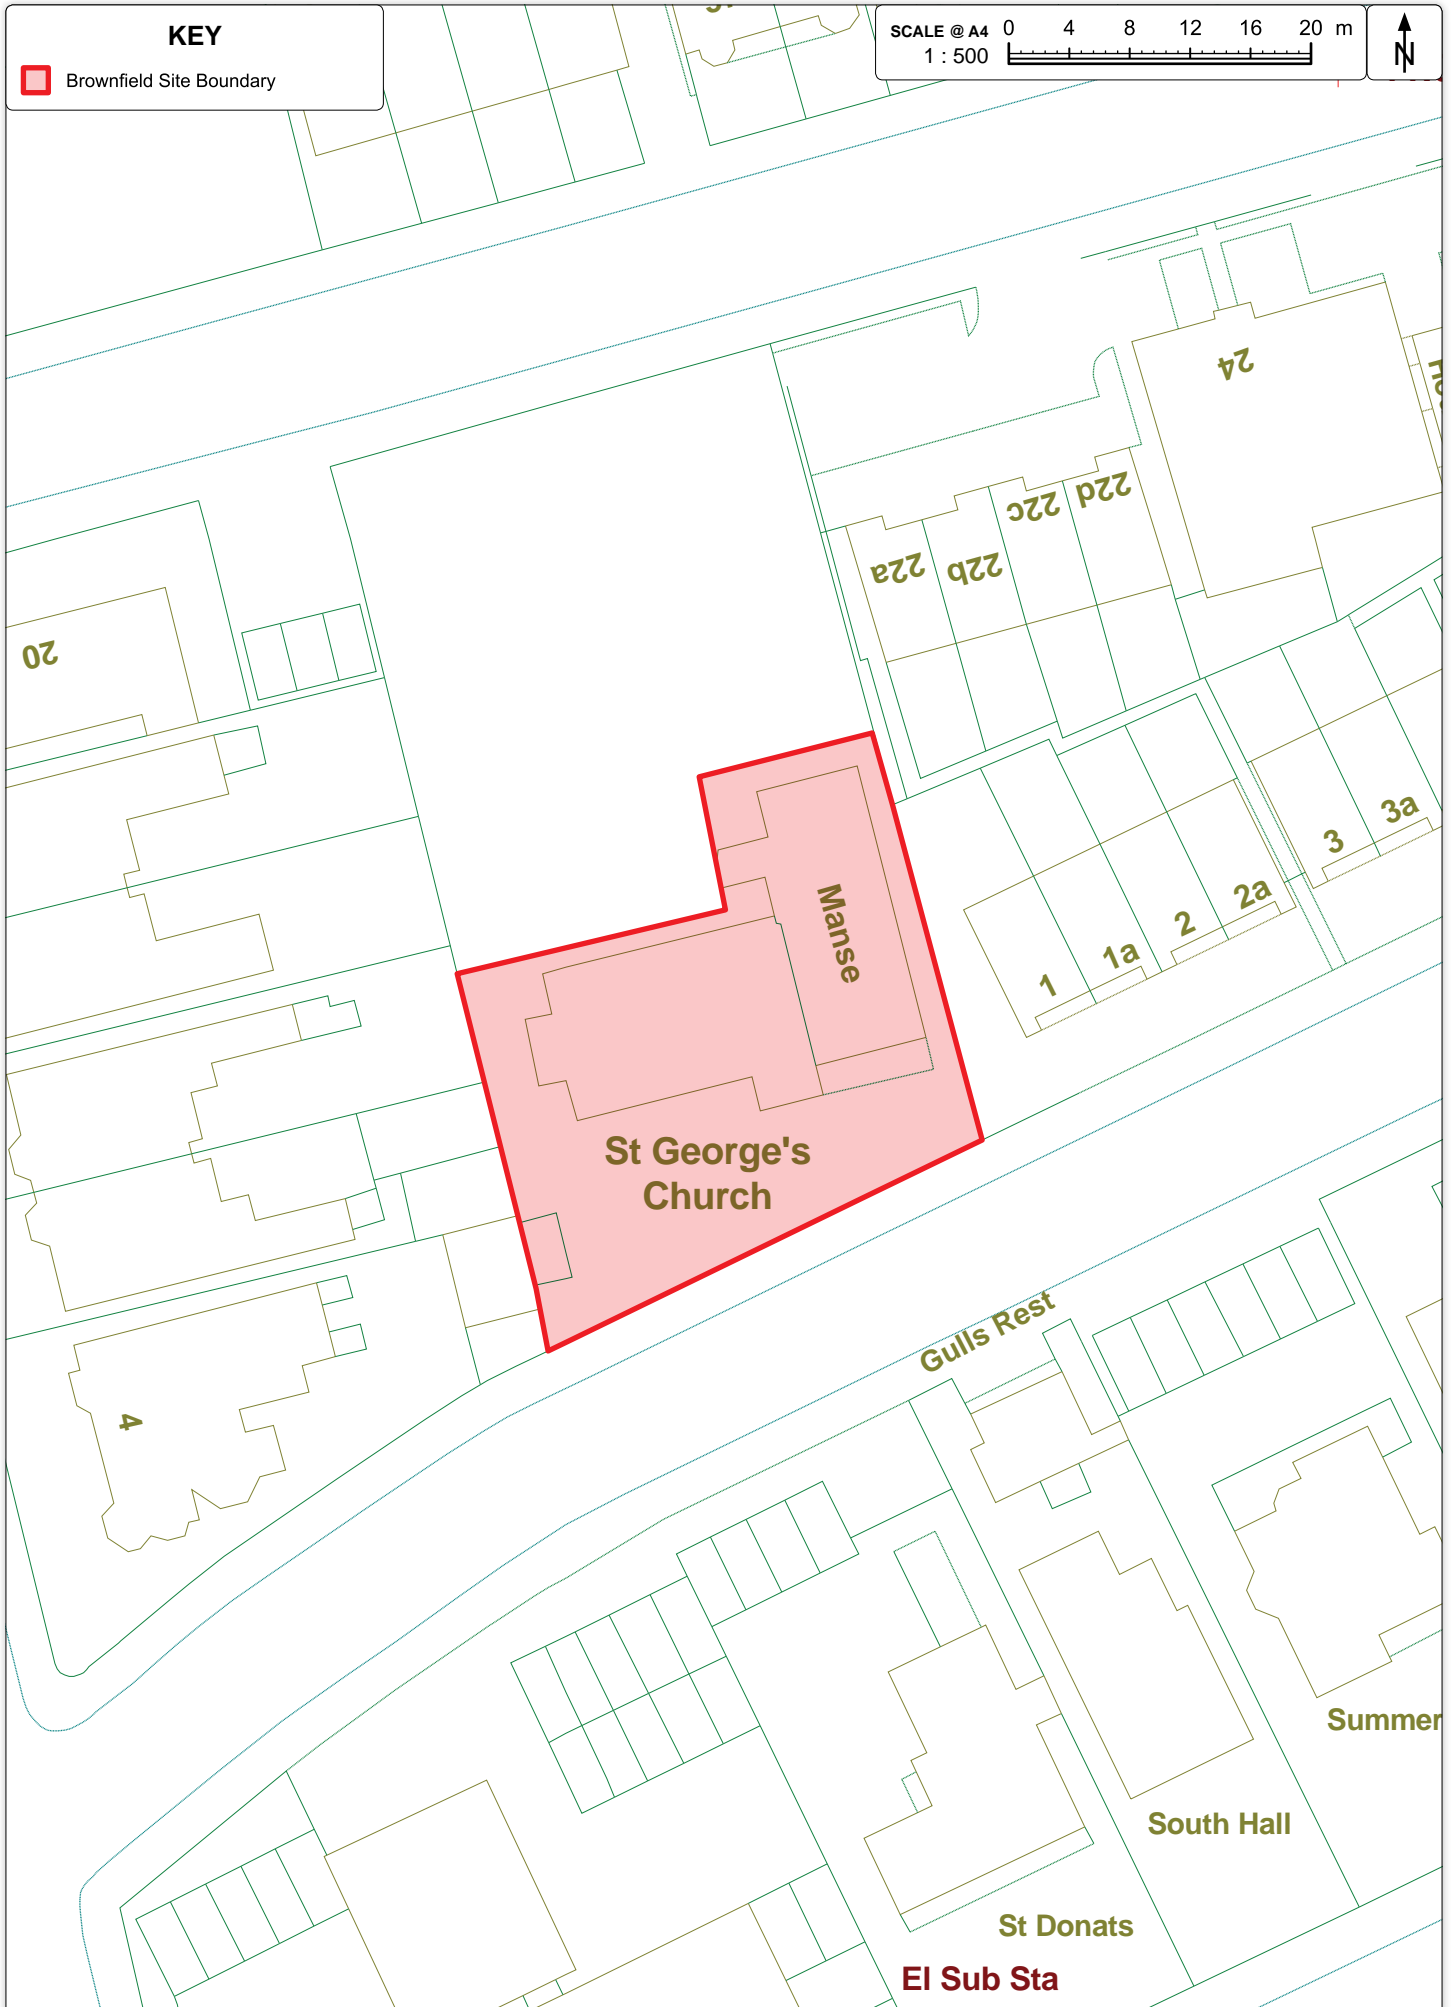 KEY
Brownfield Site Boundary
SCALE @ A4
1 : 500
0 4 8 12 16 20 m
N
24
22d
22c
22b
22a
20
3a
3
2a
2
1a
1
Manse
St George's
Church
Gulls Rest
4
Summer
South Hall
St Donats
El Sub Sta